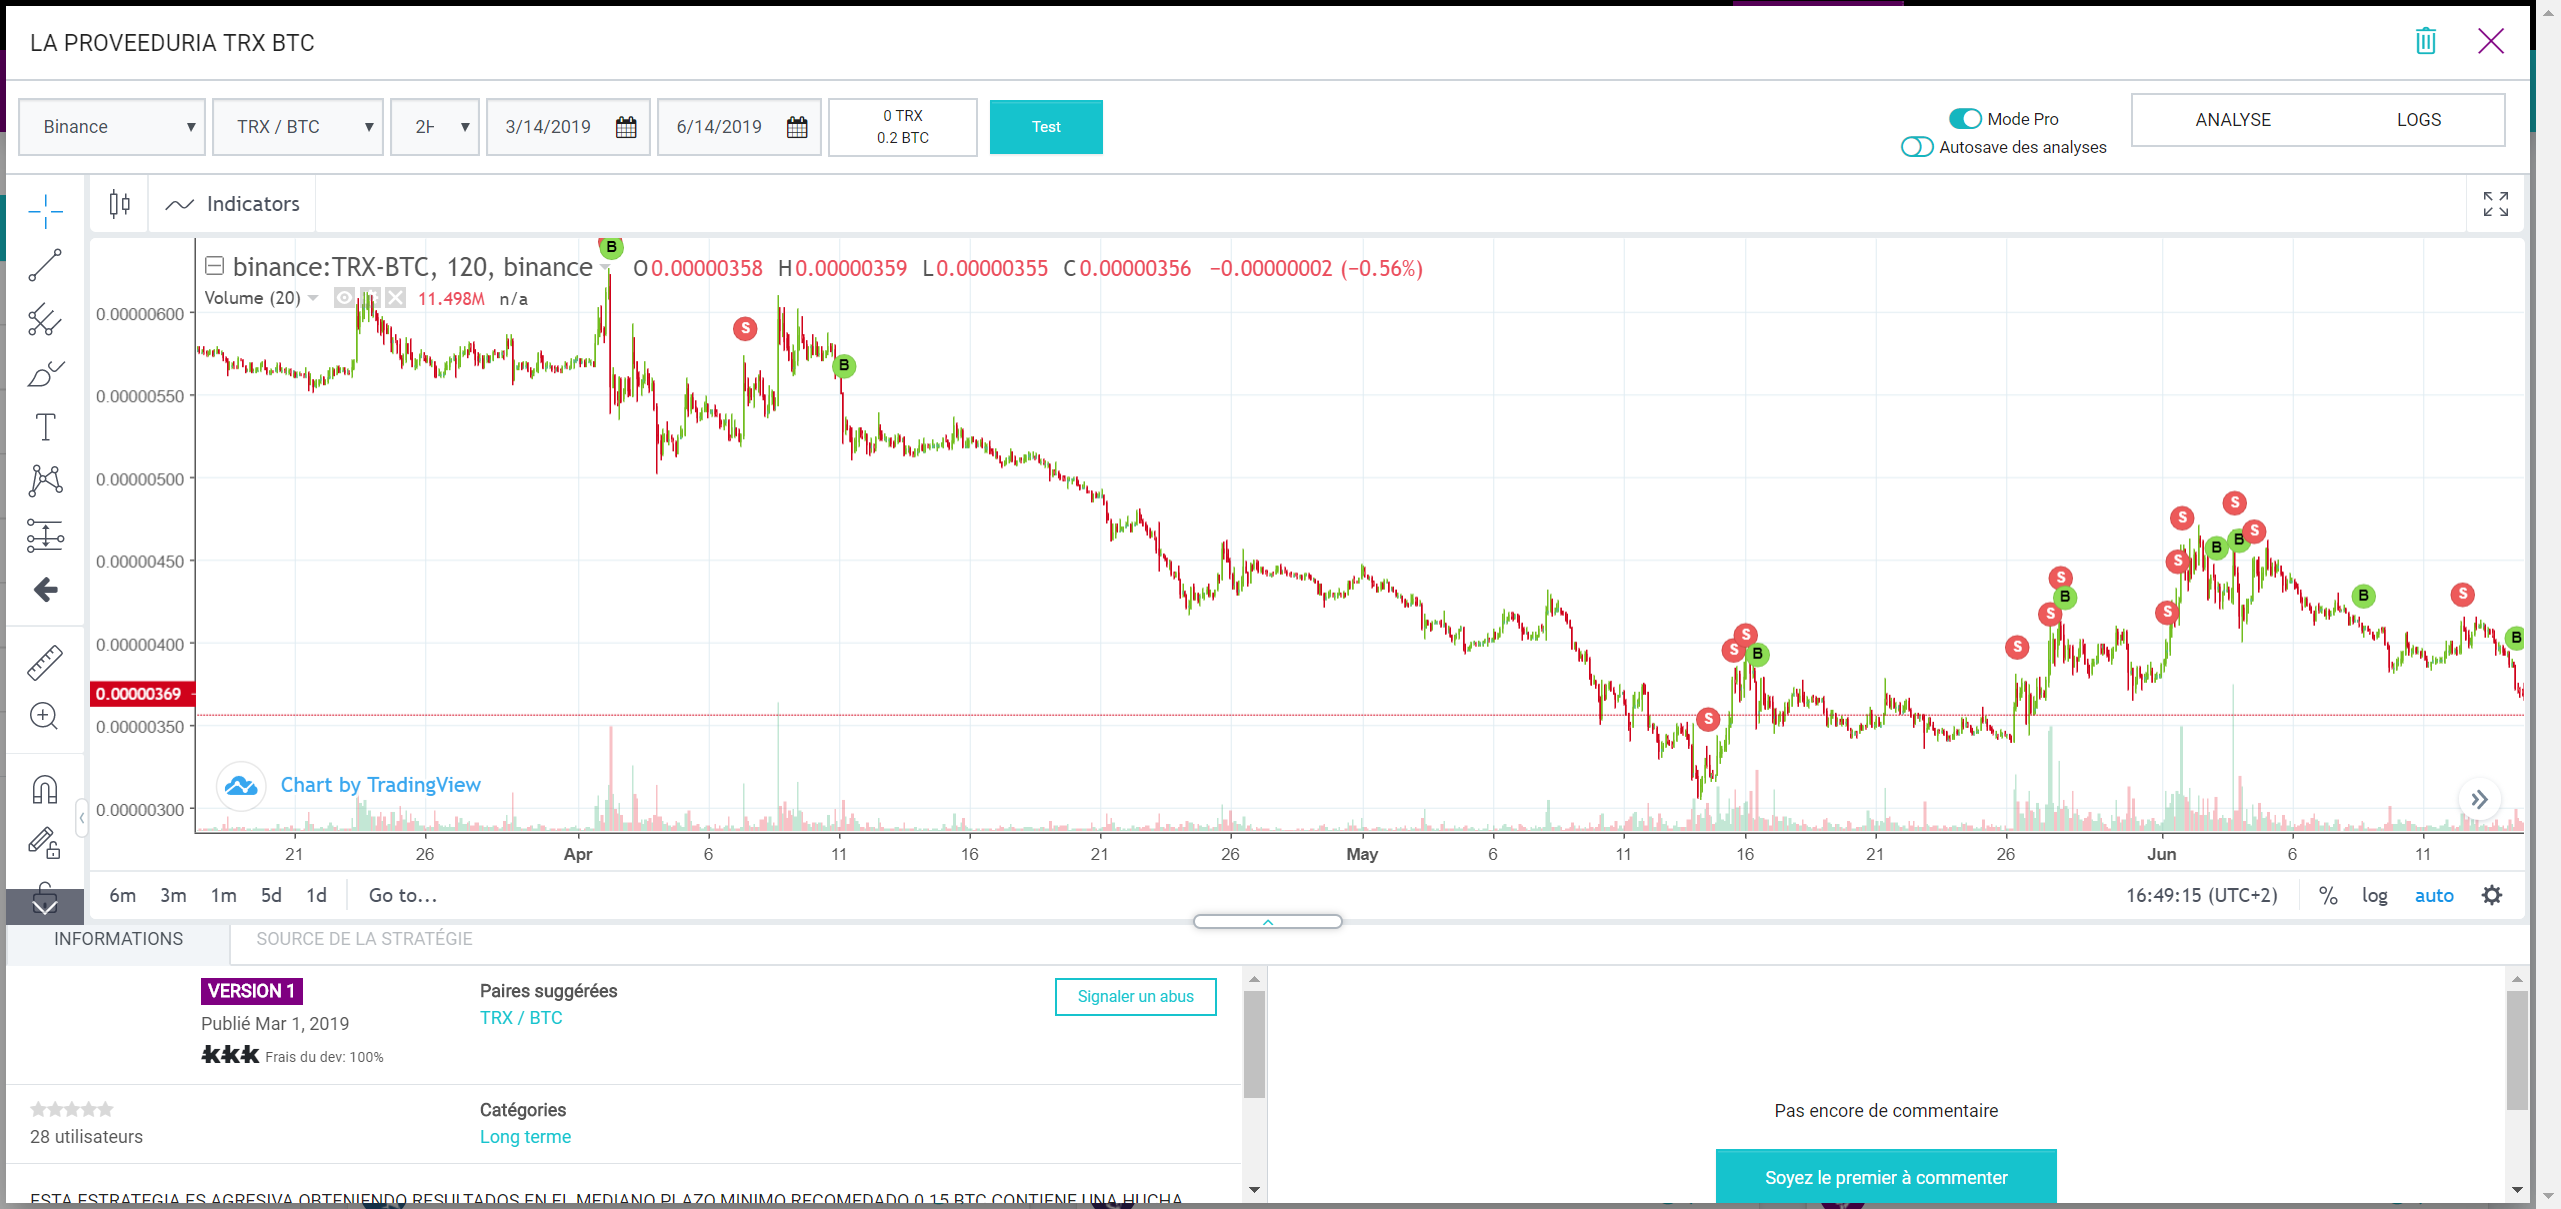 LA PROVEEDURIA TRX BTC
Binance
TRX / BTC
2H
3/14/2019
6/14/2019
0 TRX
0.2 BTC
Test
Mode Pro
Autosave des analyses
ANALYSE
LOGS
Indicators
binance:TRX-BTC, 120, binance
O0.00000358 H0.00000359 L0.00000355 C0.00000356 −0.00000002 (−0.56%)
Volume (20)
11.498M n/a
0.00000600
0.00000550
0.00000500
0.00000450
0.00000400
0.00000369
0.00000350
0.00000300
B
S
B
S
S
S
B
S
S
S
B
S
S
S
B
S
B
S
B
S
B
Chart by TradingView
21 26 Apr 6 11 16 21 26 May 6 11 16 21 26 Jun 6 11
6m 3m 1m 5d 1d Go to...
16:49:15 (UTC+2) % log auto
INFORMATIONS
SOURCE DE LA STRATÉGIE
VERSION 1
Publié Mar 1, 2019
Frais du dev: 100%
Paires suggérées
TRX / BTC
Signaler un abus
28 utilisateurs
Catégories
Long terme
ESTA ESTRATEGIA ES AGRESIVA OBTENIENDO RESULTADOS EN EL MEDIANO PLAZO MINIMO RECOMEDADO 0.15 BTC CONTIENE UNA HUCHA
Pas encore de commentaire
Soyez le premier à commenter